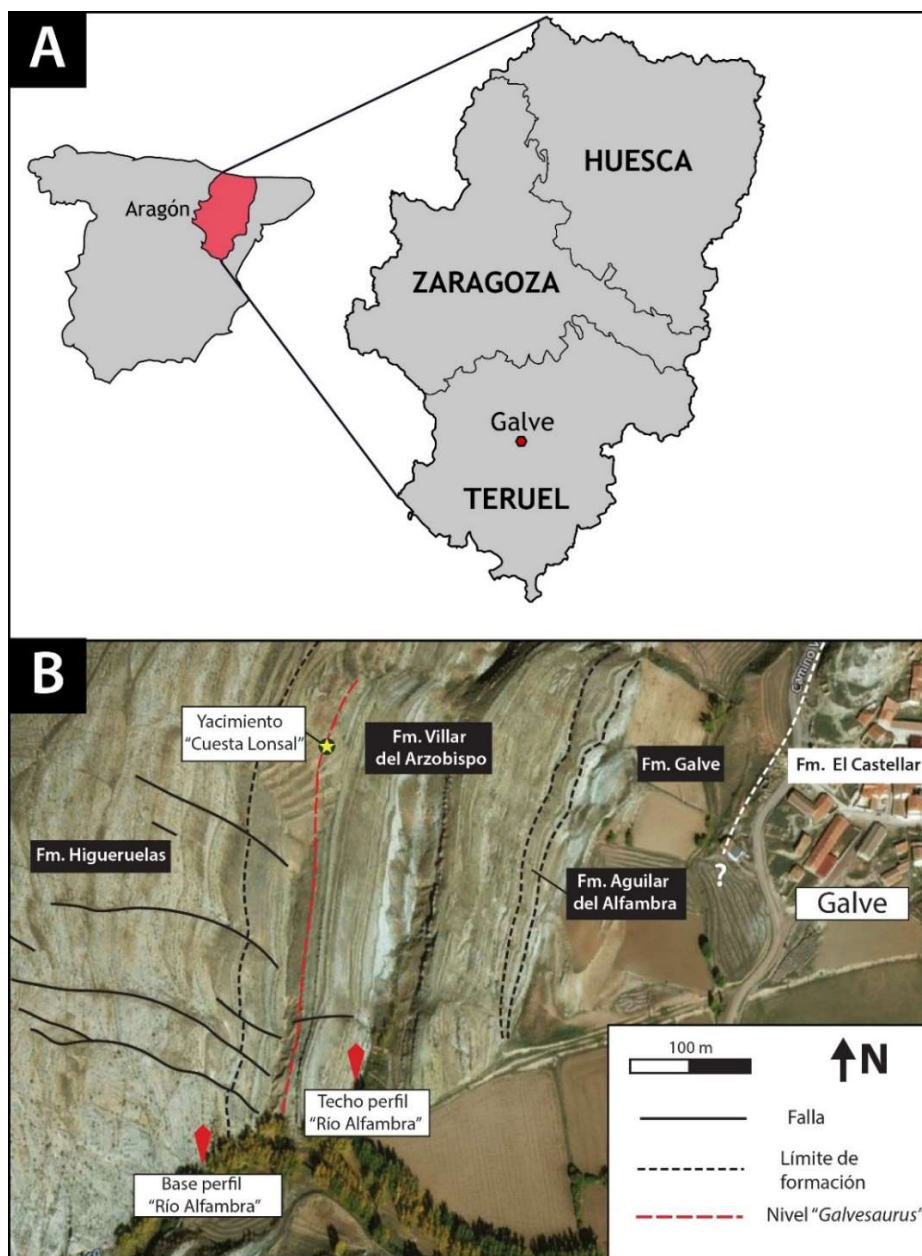 A
HUESCA
Aragón
ZARAGOZA
Galve
TERUEL
B
Yacimiento
"Cuesta Lonsal"
Fm. Villar
del Arzobispo
Fm. Galve
Fm. El Castellar
Fm. Higueruelas
Fm. Aguilar
del Alfambra
?
Galve
Techo perfil
"Río Alfambra"
Base perfil
"Río Alfambra"
100 m
N
Falla
Límite de
formación
Nivel "Galvesaurus"